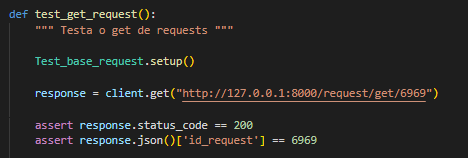 def test_get_request():
""" Testa o get de requests """
Test_base_request.setup()
response = client.get("http://127.0.0.1:8000/request/get/6969")
assert response.status_code == 200
assert response.json()['id_request'] == 6969